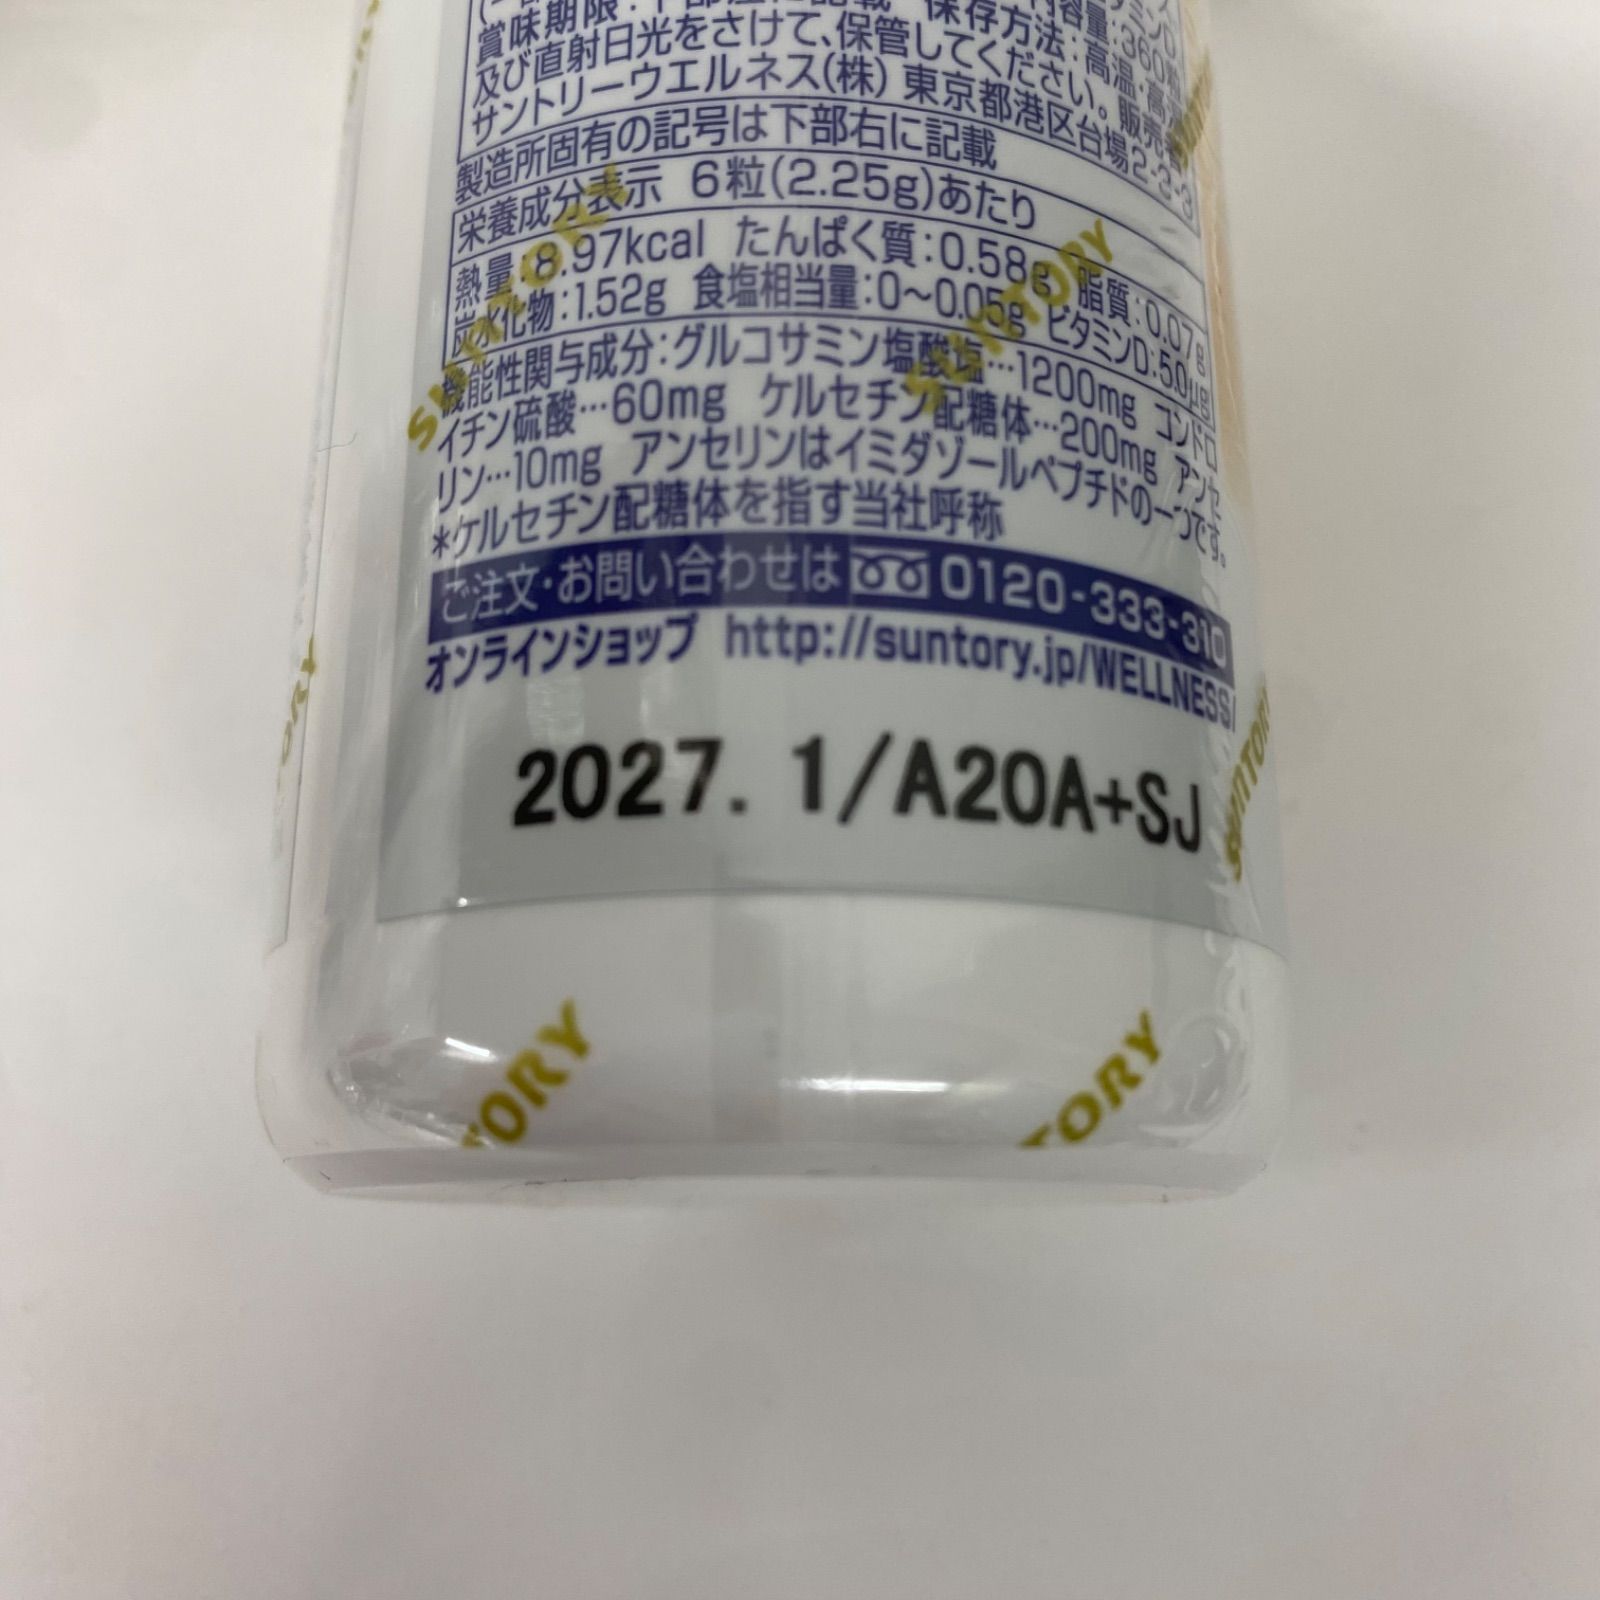 賞味期限:下部左に記載 保存方法:高温・高湿
及び直射日光をさけて、保管してください。販売者
サントリーウエルネス(株) 東京都港区台場2-3-3
製造所固有の記号は下部右に記載
栄養成分表示 6粒(2.25g)あたり
熱量:8.97kcal たんぱく質:0.58g 脂質:0.07g
炭水化物:1.52g 食塩相当量:0〜0.05g ビタミンD:5.0μg
機能性関与成分:グルコサミン塩酸塩…1200mg コンドロ
イチン硫酸…60mg ケルセチン配糖体…200mg アンセ
リン…10mg アンセリンはイミダゾールペプチドの一つです。
*ケルセチン配糖体を指す当社呼称
ご注文・お問い合わせは 0120-333-310
オンラインショップ http://suntory.jp/WELLNESS/
2027. 1/A20A+SJ
SUNTORY
SUNTORY
SUNTORY